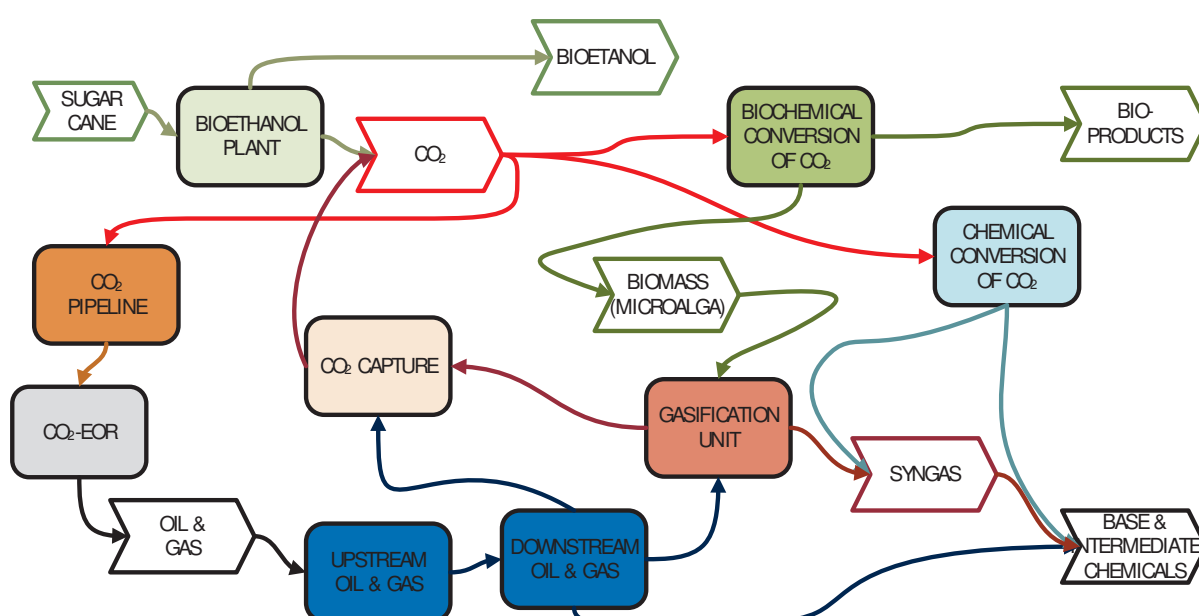 BIOETANOL
SUGAR
CANE
BIOETHANOL
PLANT
CO₂
BIOCHEMICAL
CONVERSION
OF CO₂
BIO-
PRODUCTS
CHEMICAL
CONVERSION
OF CO₂
CO₂
PIPELINE
BIOMASS
(MICROALGA)
CO₂ CAPTURE
CO₂-EOR
GASIFICATION
UNIT
SYNGAS
OIL &
GAS
UPSTREAM
OIL & GAS
DOWNSTREAM
OIL & GAS
BASE &
INTERMEDIATE
CHEMICALS